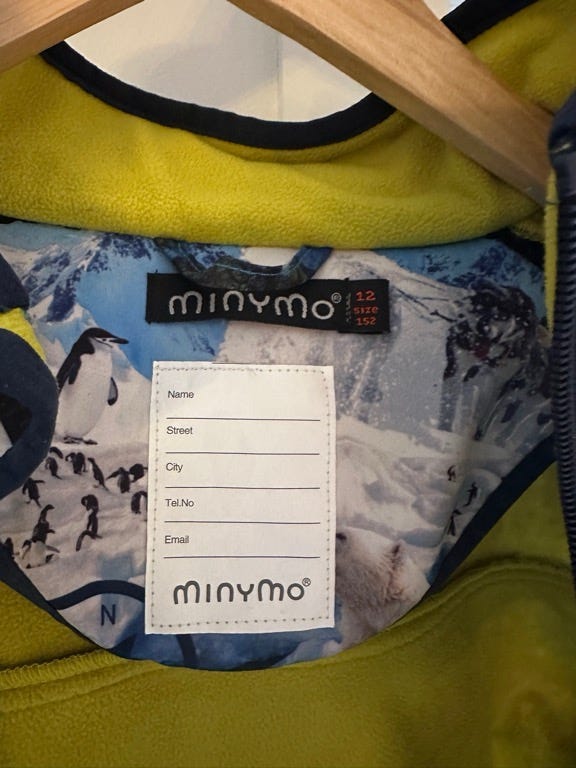 minymo®
12
SIZE
152
Name
Street
City
Tel.No
Email
minymo®
N